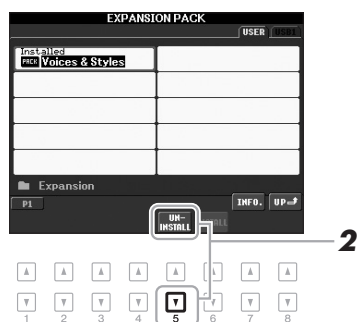 EXPANSION PACK
USER USB1
Installed
PACK Voices & Styles
Expansion
P1
INFO. UP
UN-
INSTALL
2
1 2 3 4 5 6 7 8